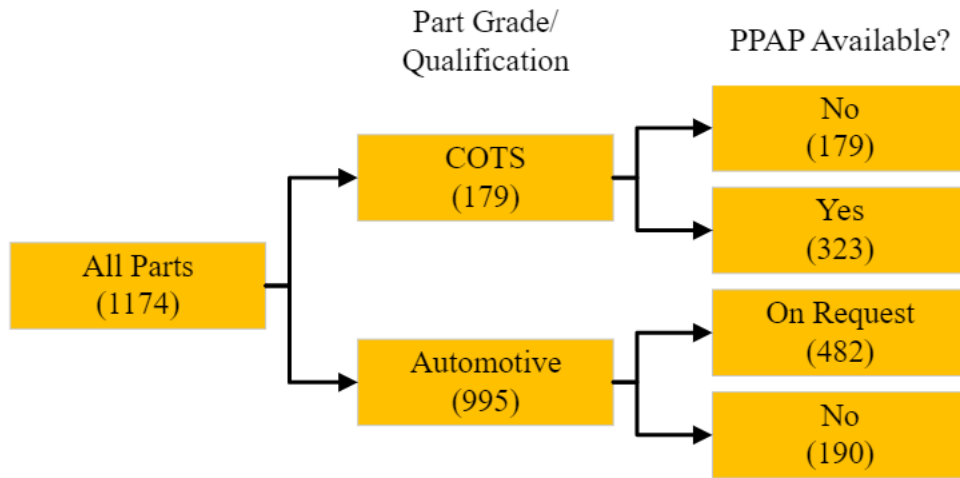 Part Grade/
Qualification
PPAP Available?
All Parts
(1174)
COTS
(179)
Automotive
(995)
No
(179)
Yes
(323)
On Request
(482)
No
(190)